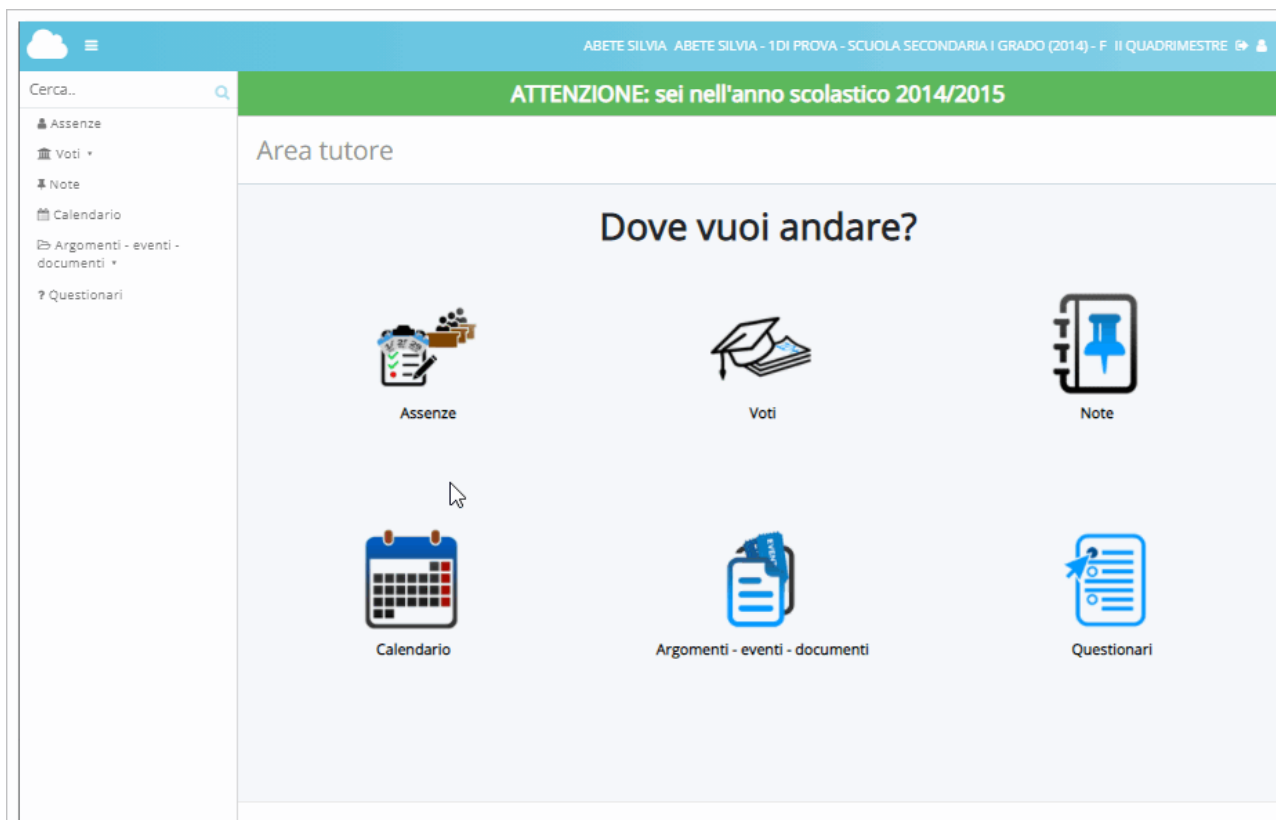 ABETE SILVIA ABETE SILVIA - 1DI PROVA - SCUOLA SECONDARIA I GRADO (2014) - F II QUADRIMESTRE
Cerca..
ATTENZIONE: sei nell'anno scolastico 2014/2015
Assenze
Voti
Note
Calendario
Argomenti - eventi -
documenti
? Questionari
Area tutore
Dove vuoi andare?
Assenze
Voti
Note
Calendario
Argomenti - eventi - documenti
Questionari